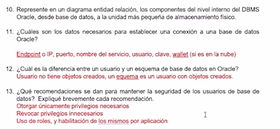 10. Represente en un diagrama entidad relación, los componentes del nivel interno del DBMS
Oracle, desde base de datos, a la unidad más pequeña de almacenamiento físico.
11. ¿Cuáles son los datos necesarios para establecer una conexión a una base de datos
Oracle?
Endpoint o IP, puerto, nombre del servicio, usuario, clave, wallet (si es en la nube)
12. ¿Cuál es la diferencia entre un usuario y un esquema de base de datos en Oracle?
Usuario no tiene objetos creados, un equema es un usuario con objetos creados.
13. ¿Qué recomendaciones se dan para mantener la seguridad de los usuarios de base de
datos? Expliqué brevemente cada recomendación.
Otorgar únicamente privilegios necesarios
Revocar privilegios innecesarios
Uso de roles, y habilitación de los mismos por aplicación